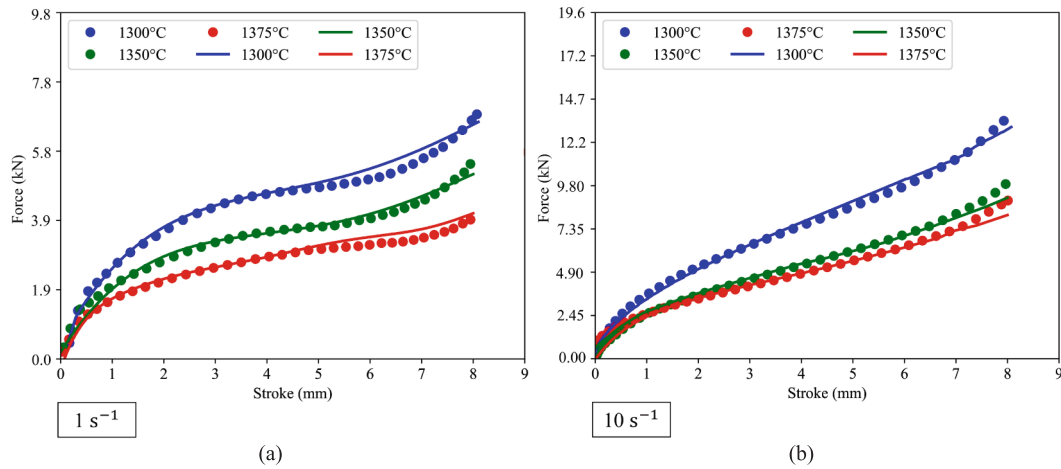 9.8
7.8
5.8
3.9
1.9
0.0
Force (kN)
1300°C
1375°C
1350°C
1350°C
1300°C
1375°C
0 1 2 3 4 5 6 7 8 9
Stroke (mm)
1 s⁻¹
(a)
19.6
17.2
14.7
12.2
9.80
7.35
4.90
2.45
0.00
Force (kN)
1300°C
1375°C
1350°C
1350°C
1300°C
1375°C
0 1 2 3 4 5 6 7 8 9
Stroke (mm)
10 s⁻¹
(b)